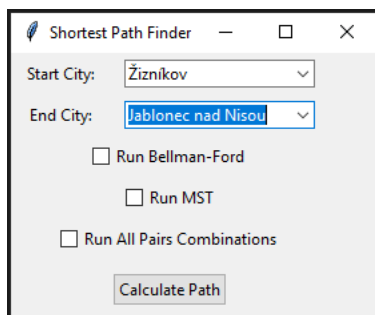 Shortest Path Finder
Start City: Žizníkov
End City: Jablonec nad Nisou
Run Bellman-Ford
Run MST
Run All Pairs Combinations
Calculate Path